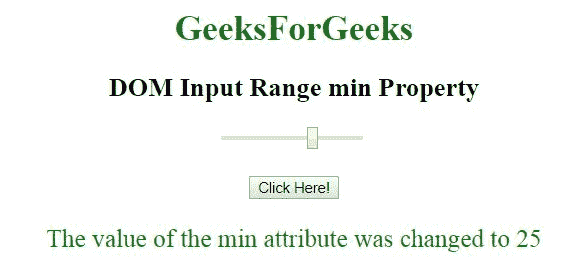 GeeksForGeeks
DOM Input Range min Property
Click Here!
The value of the min attribute was changed to 25